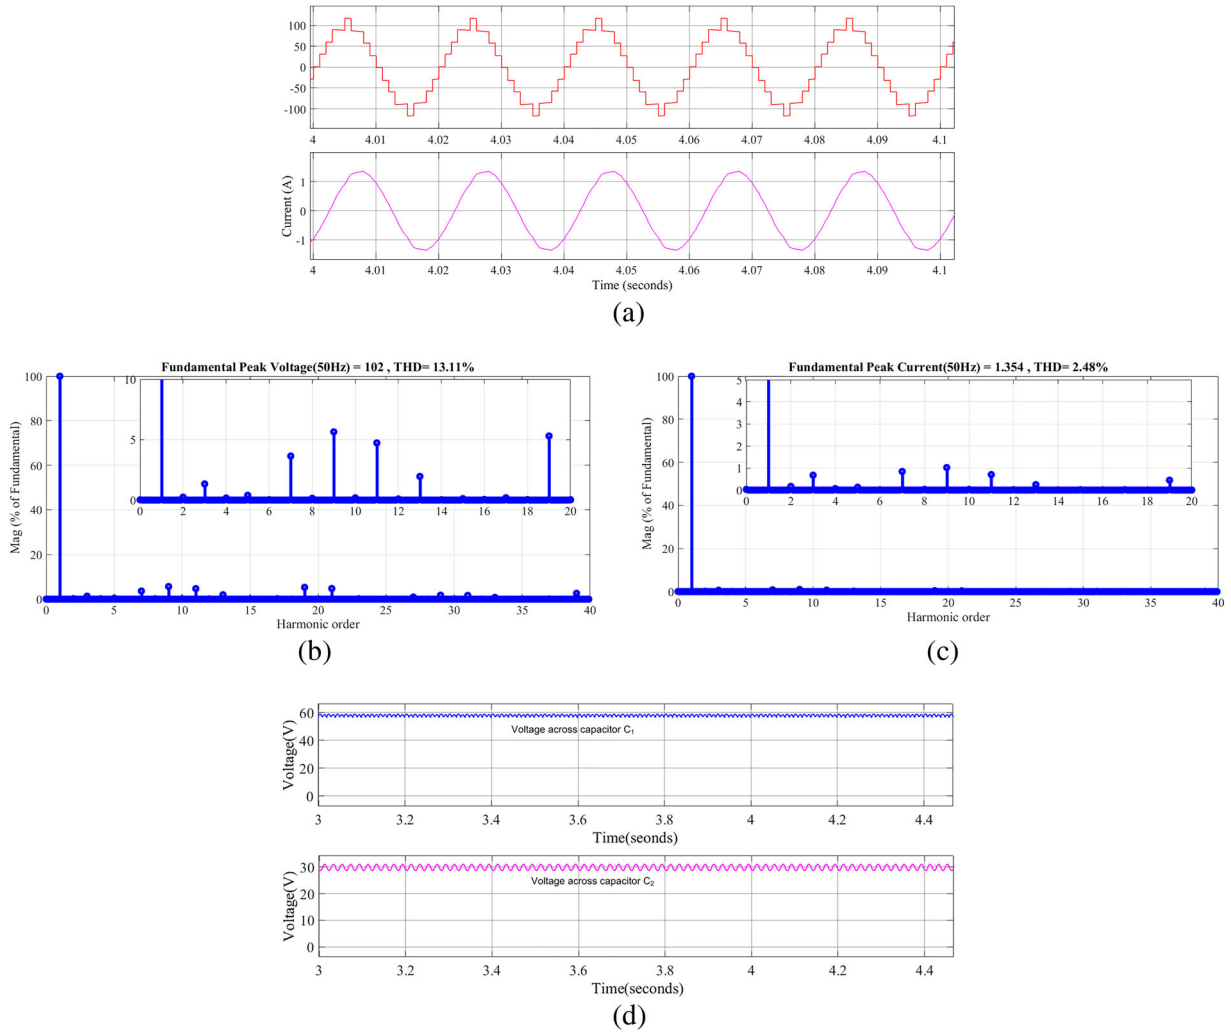 100
50
0
-50
-100
4 4.01 4.02 4.03 4.04 4.05 4.06 4.07 4.08 4.09 4.1
Current (A)
1
0
-1
4 4.01 4.02 4.03 4.04 4.05 4.06 4.07 4.08 4.09 4.1
Time (seconds)
(a)
Fundamental Peak Voltage(50Hz) = 102 , THD= 13.11%
Mag (% of Fundamental)
100
80
60
40
20
0
10
5
0
0 2 4 6 8 10 12 14 16 18 20
0 5 10 15 20 25 30 35 40
Harmonic order
(b)
Fundamental Peak Current(50Hz) = 1.354 , THD= 2.48%
Mag (% of Fundamental)
100
80
60
40
20
0
5
4
3
2
1
0
0 2 4 6 8 10 12 14 16 18 20
0 5 10 15 20 25 30 35 40
Harmonic order
(c)
Voltage(V)
60
40
20
0
Voltage across capacitor C1
3 3.2 3.4 3.6 3.8 4 4.2 4.4
Time(seonds)
Voltage(V)
30
20
10
0
Voltage across capacitor C2
3 3.2 3.4 3.6 3.8 4 4.2 4.4
Time(seconds)
(d)